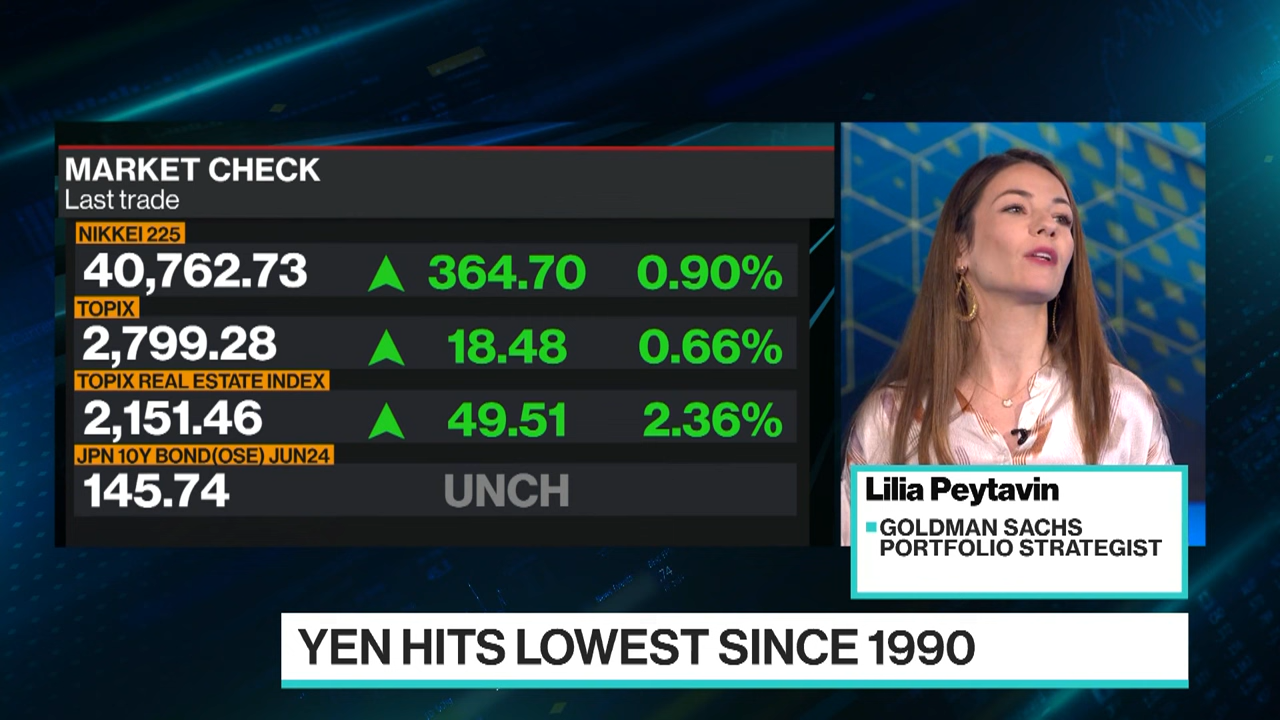 MARKET CHECK
Last trade
NIKKEI 225
40,762.73 364.70 0.90%
TOPIX
2,799.28 18.48 0.66%
TOPIX REAL ESTATE INDEX
2,151.46 49.51 2.36%
JPN 10Y BOND(OSE) JUN24
145.74 UNCH
Lilia Peytavin
GOLDMAN SACHS
PORTFOLIO STRATEGIST
YEN HITS LOWEST SINCE 1990